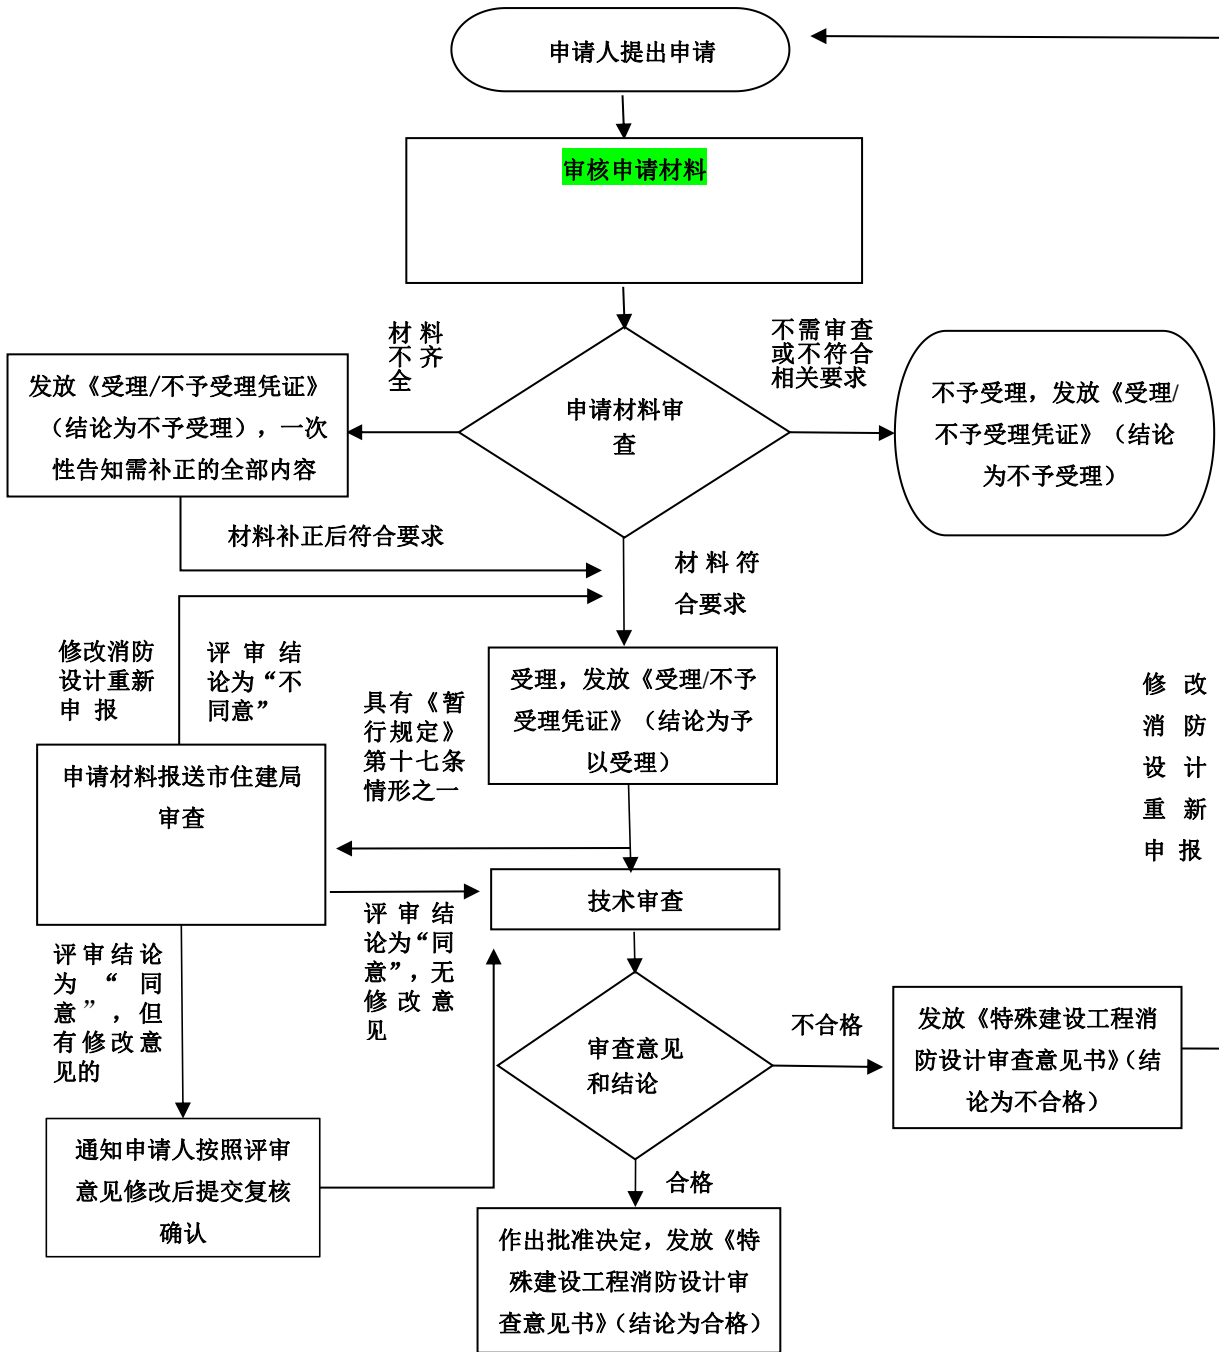 申请人提出申请
审核申请材料
材 料
不 齐
全
不需审查
或不符合
相关要求
发放《受理/不予受理凭证》
（结论为不予受理），一次
性告知需补正的全部内容
申请材料审
查
不予受理，发放《受理/
不予受理凭证》（结论
为不予受理）
材料补正后符合要求
材 料 符
合要求
修改消防
设计重新
申 报
评 审 结
论为“不
同意”
具有《暂
行规定》
第十七条
情形之一
受理，发放《受理/不予
受理凭证》（结论为予
以受理）
修 改
消 防
设 计
重 新
申 报
申请材料报送市住建局
审查
技术审查
评 审 结
论为“同
意”，无
修 改 意
见
评审结论
为 “ 同
意”，但
有修改意
见的
审查意见
和结论
不合格
发放《特殊建设工程消
防设计审查意见书》（结
论为不合格）
通知申请人按照评审
意见修改后提交复核
确认
合格
作出批准决定，发放《特
殊建设工程消防设计审
查意见书》（结论为合格）